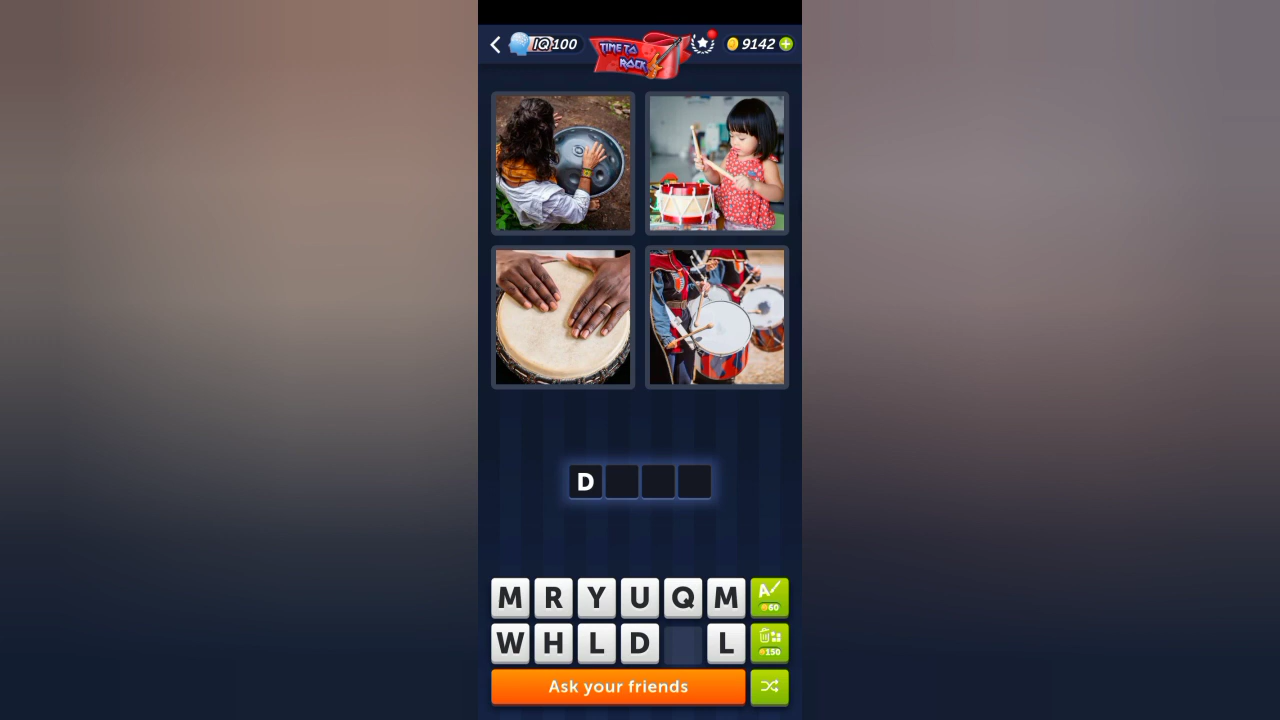 IQ 100
TIME TO
ROCK
9142
D
M R Y U Q M
A
60
W H L D L
150
Ask your friends